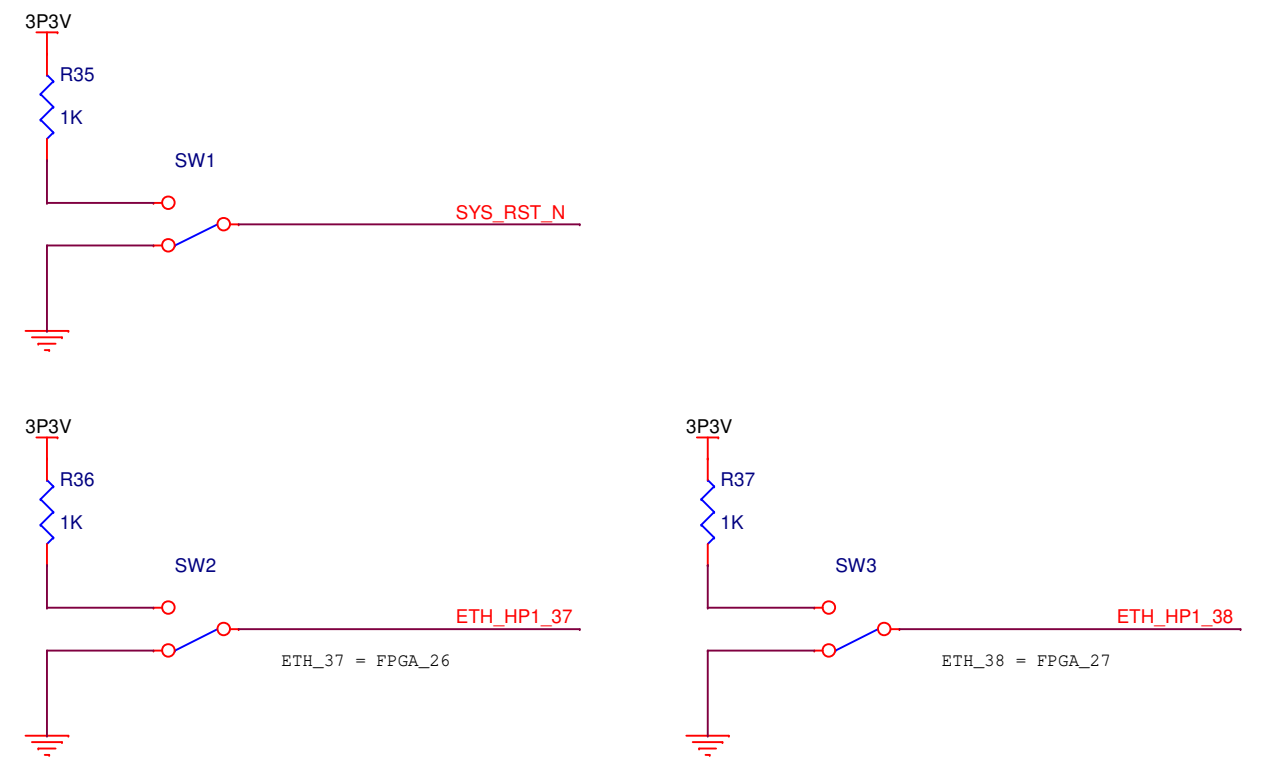 3P3V
R35
1K
SW1
SYS_RST_N
3P3V
R36
1K
SW2
ETH_HP1_37
ETH_37 = FPGA_26
3P3V
R37
1K
SW3
ETH_HP1_38
ETH_38 = FPGA_27